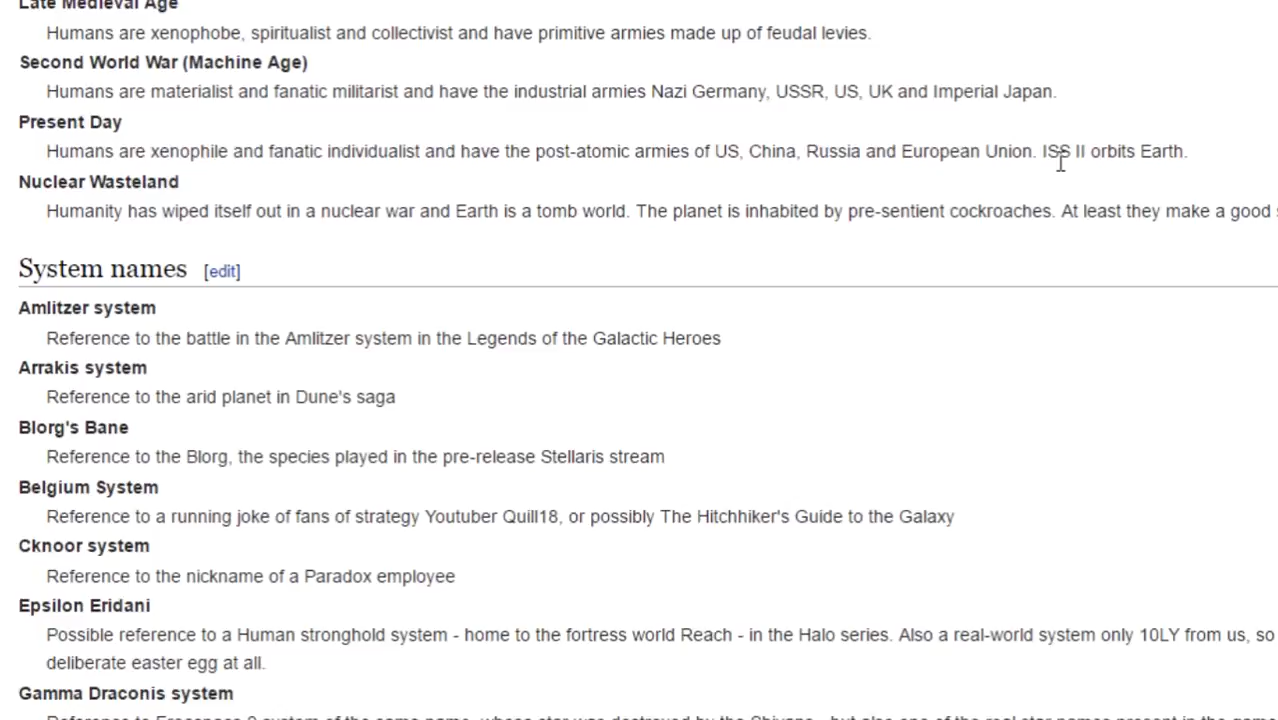 Late Medieval Age
Humans are xenophobe, spiritualist and collectivist and have primitive armies made up of feudal levies.
Second World War (Machine Age)
Humans are materialist and fanatic militarist and have the industrial armies Nazi Germany, USSR, US, UK and Imperial Japan.
Present Day
Humans are xenophile and fanatic individualist and have the post-atomic armies of US, China, Russia and European Union. ISS II orbits Earth.
Nuclear Wasteland
Humanity has wiped itself out in a nuclear war and Earth is a tomb world. The planet is inhabited by pre-sentient cockroaches. At least they make a good
System names [edit]
Amlitzer system
Reference to the battle in the Amlitzer system in the Legends of the Galactic Heroes
Arrakis system
Reference to the arid planet in Dune's saga
Blorg's Bane
Reference to the Blorg, the species played in the pre-release Stellaris stream
Belgium System
Reference to a running joke of fans of strategy Youtuber Quill18, or possibly The Hitchhiker's Guide to the Galaxy
Cknoor system
Reference to the nickname of a Paradox employee
Epsilon Eridani
Possible reference to a Human stronghold system - home to the fortress world Reach - in the Halo series. Also a real-world system only 10LY from us, so
deliberate easter egg at all.
Gamma Draconis system